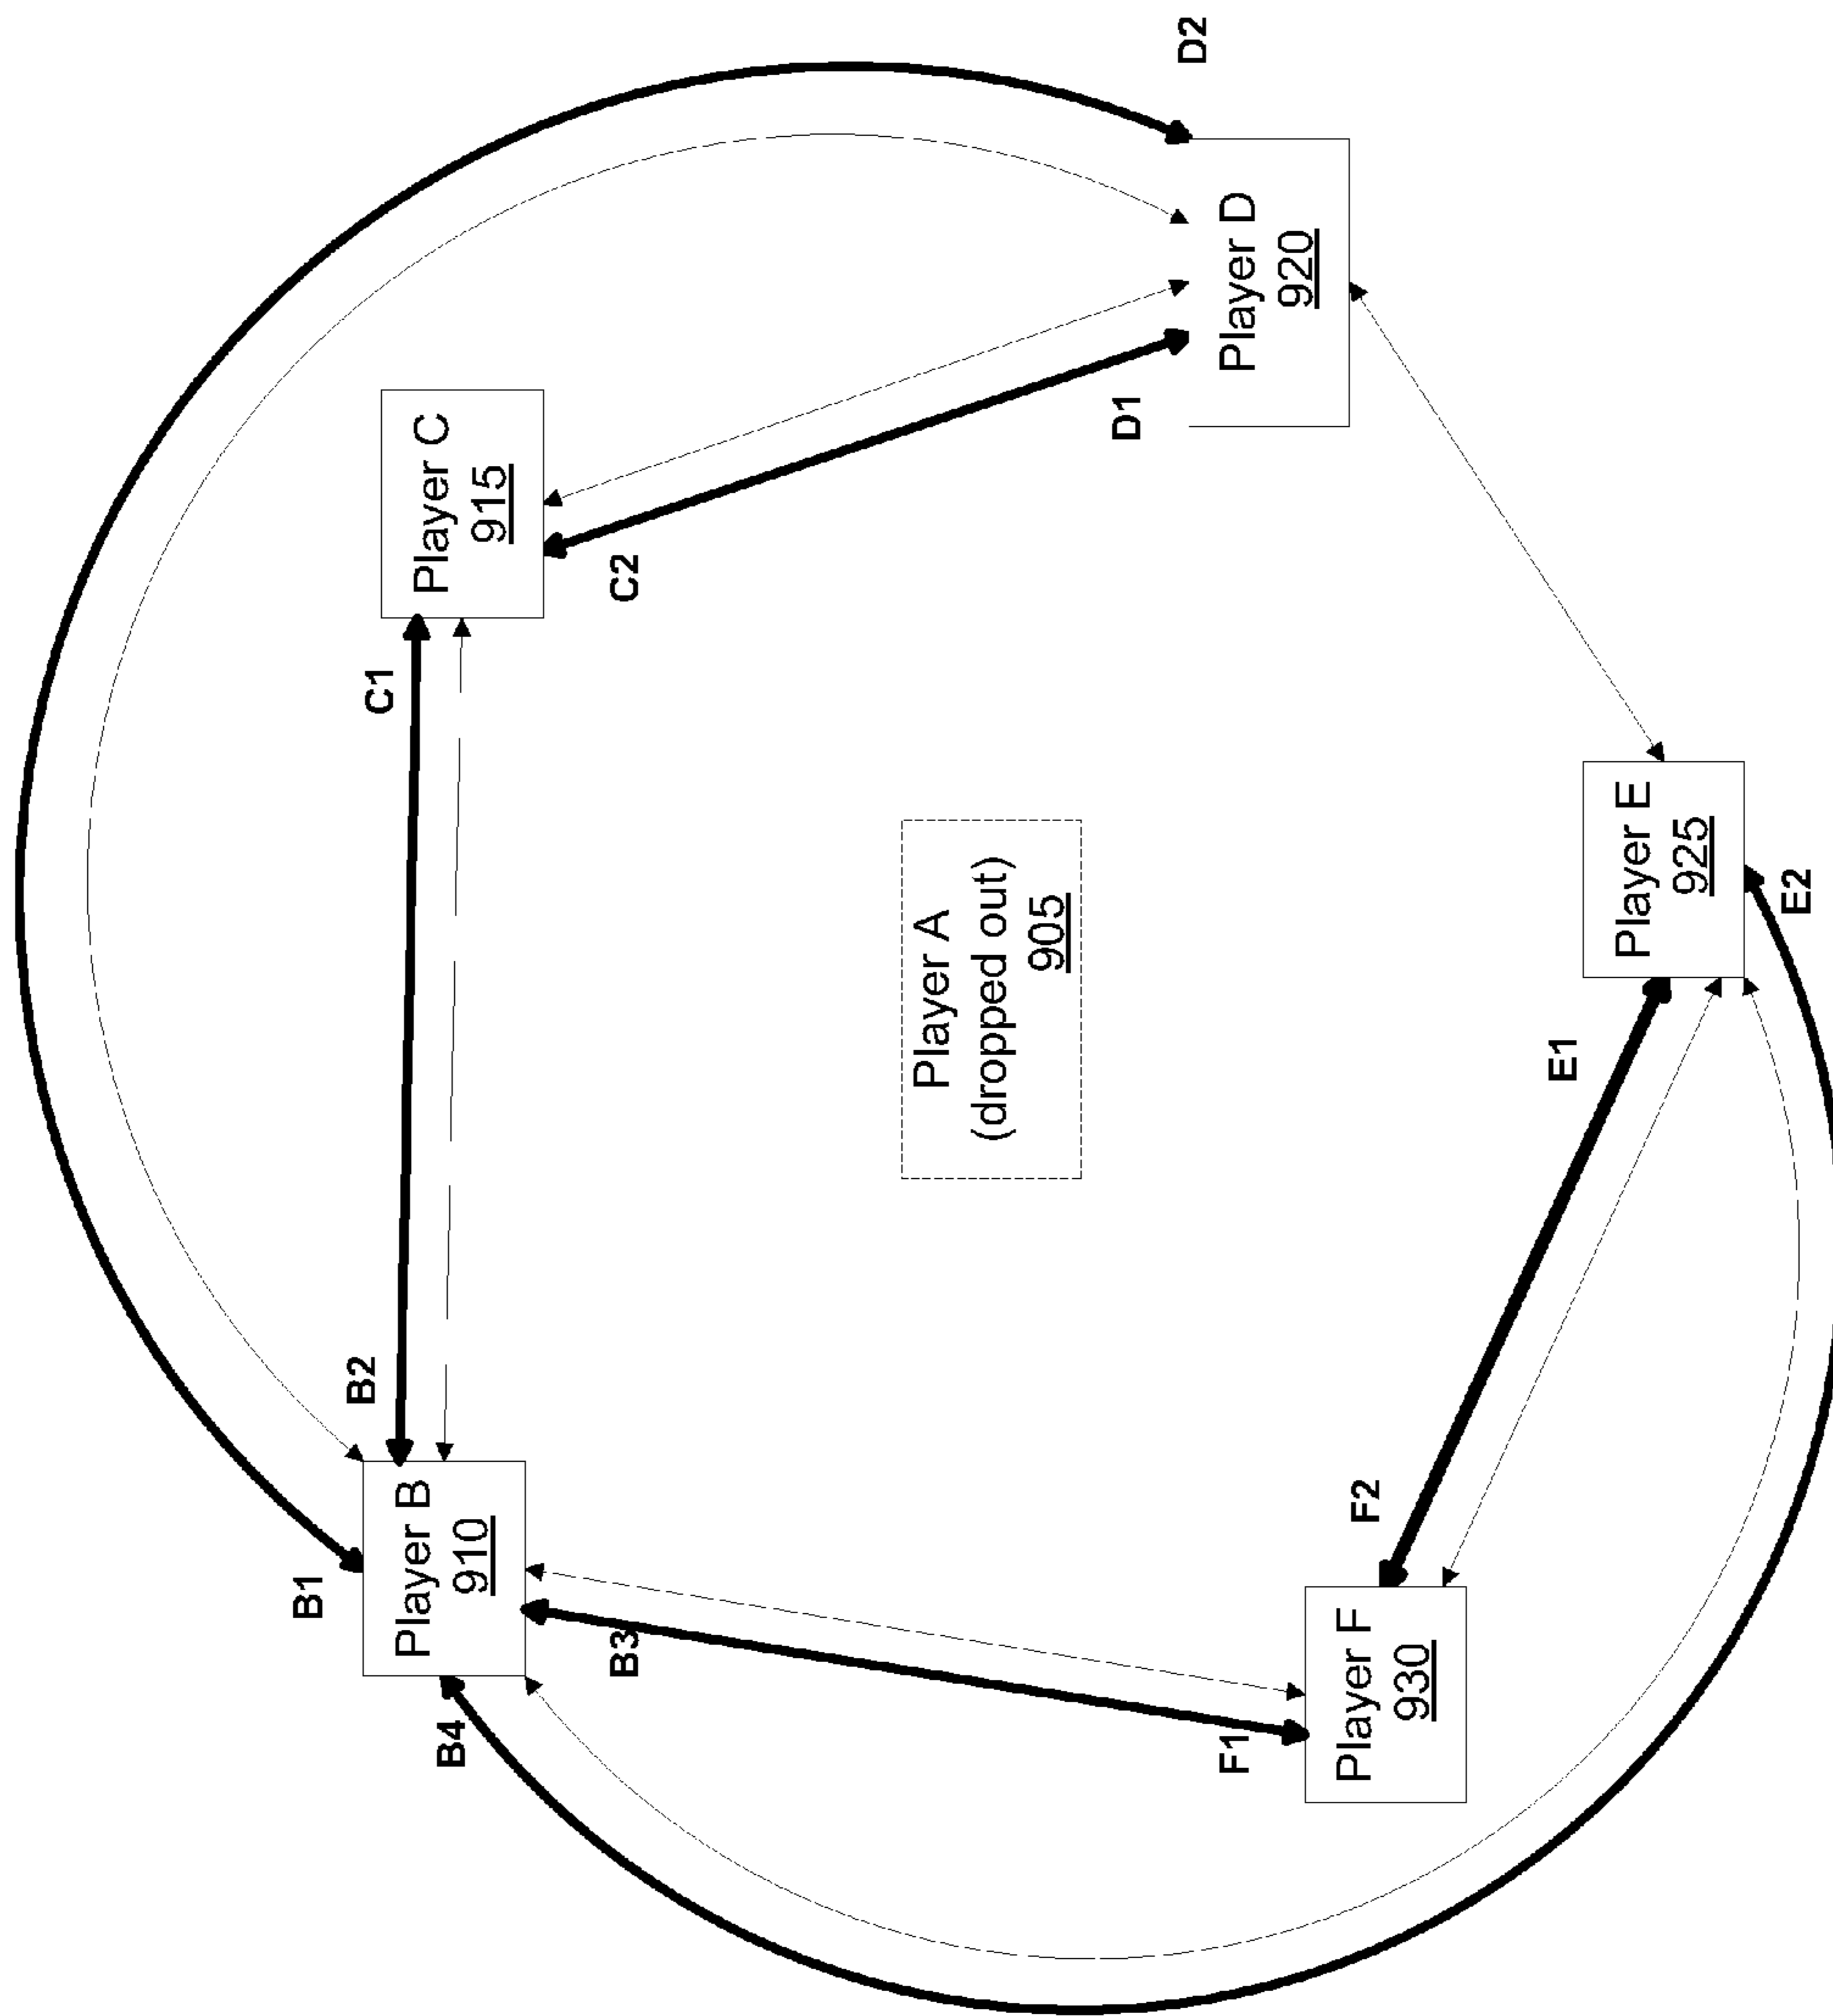 D2
Player D
920
D1
Player C
915
C2
C1
Player A
(dropped out)
905
Player E
925
E2
E1
B2
B1
Player B
910
B3
B4
F2
F1
Player F
930